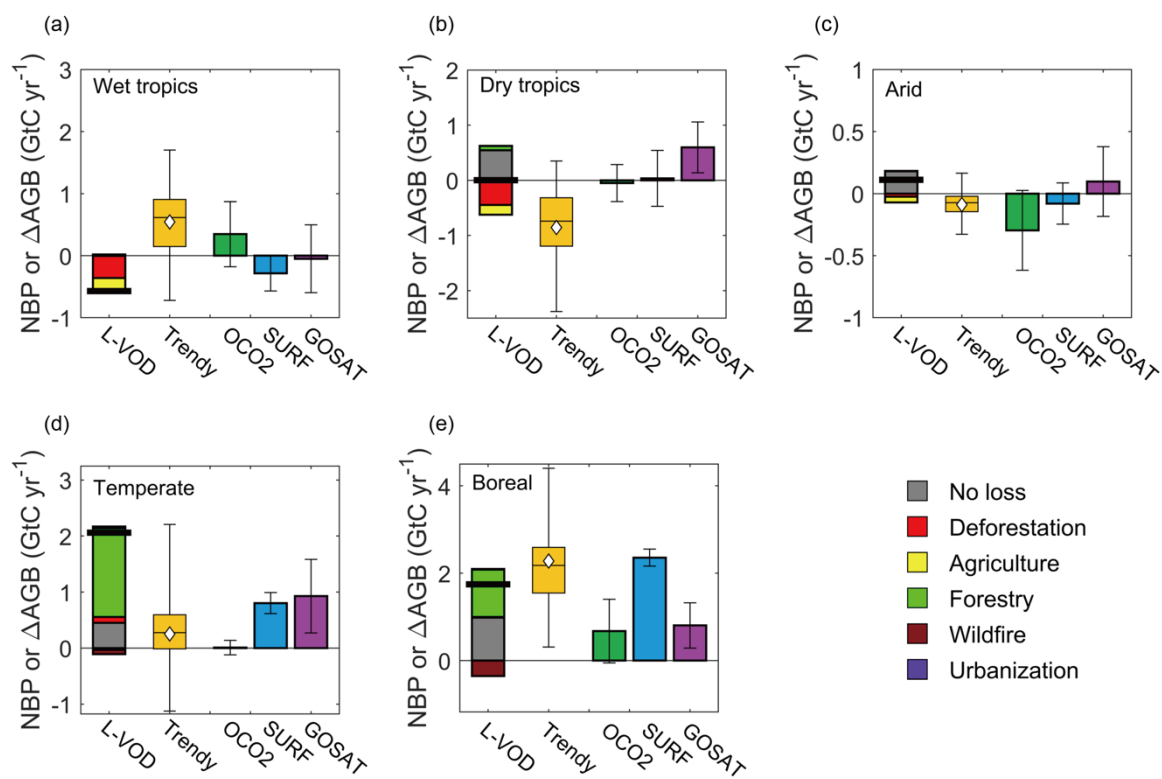 (a)
NBP or ΔAGB (GtC yr⁻¹)
3
2
1
0
-1
Wet tropics
L-VOD
Trendy
OCO2
SURF
GOSAT
(b)
NBP or ΔAGB (GtC yr⁻¹)
2
1
0
-1
-2
Dry tropics
L-VOD
Trendy
OCO2
SURF
GOSAT
(c)
NBP or ΔAGB (GtC yr⁻¹)
1
0.5
0
-0.5
-1
Arid
L-VOD
Trendy
OCO2
SURF
GOSAT
(d)
NBP or ΔAGB (GtC yr⁻¹)
3
2
1
0
-1
Temperate
L-VOD
Trendy
OCO2
SURF
GOSAT
(e)
NBP or ΔAGB (GtC yr⁻¹)
4
2
0
Boreal
L-VOD
Trendy
OCO2
SURF
GOSAT
No loss
Deforestation
Agriculture
Forestry
Wildfire
Urbanization